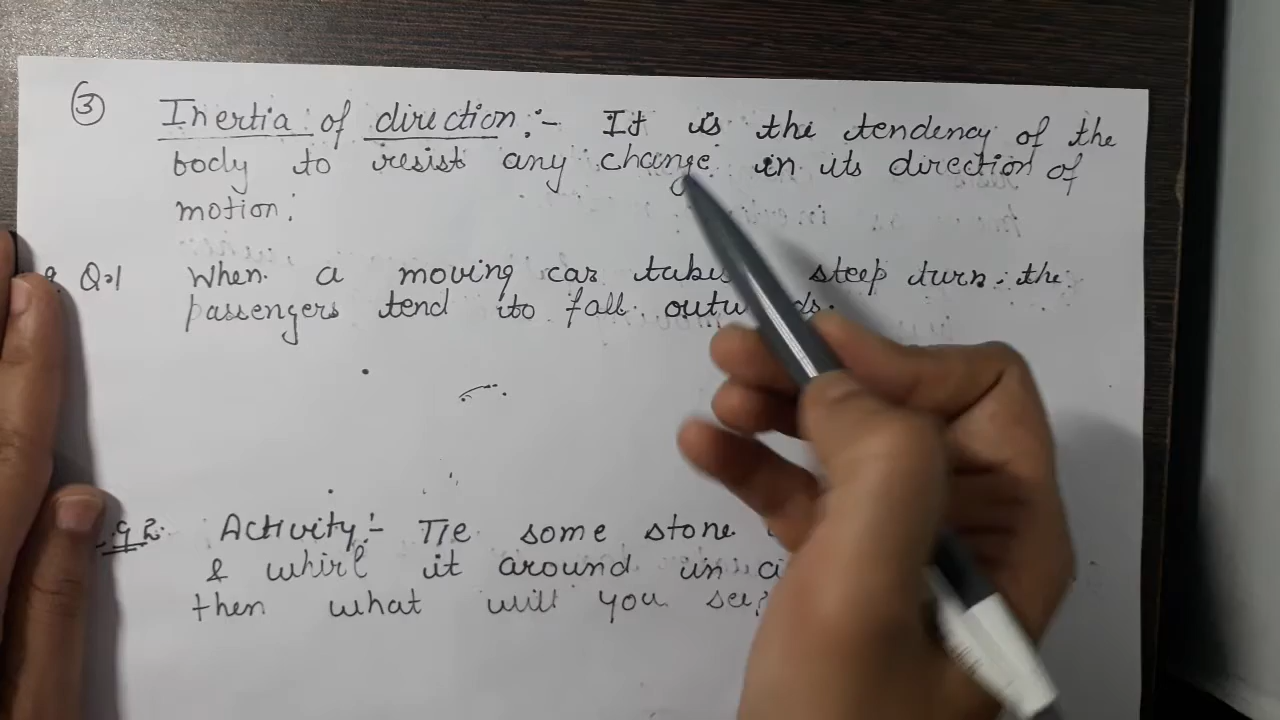 ③ Inertia of direction :- It is the tendency of the
body to resist any change in its direction of
motion.
Q.1 When a moving car steep turn. the
passengers tend to fall
g 2. Activity :- Tie some stone
& whirl it around in
then what will you see?